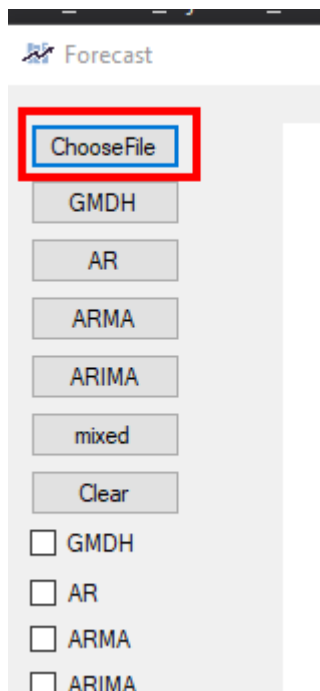 Forecast
ChooseFile
GMDH
AR
ARMA
ARIMA
mixed
Clear
GMDH
AR
ARMA
ARIMA